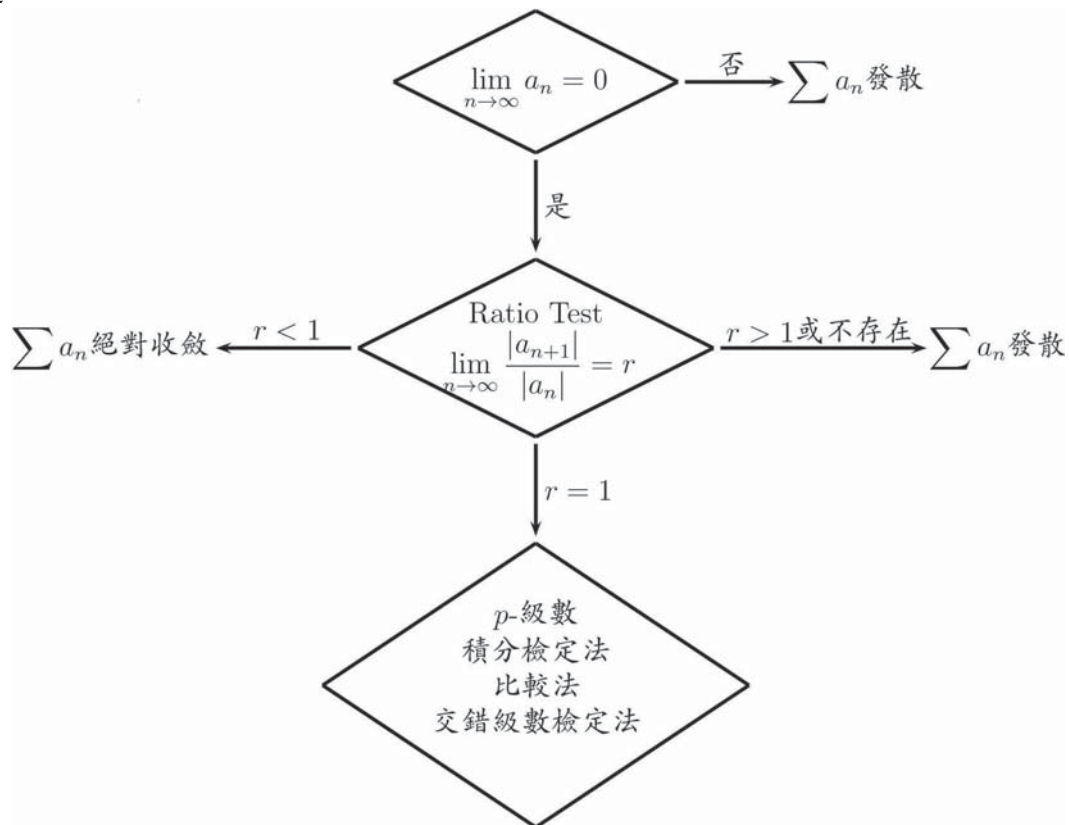 lim n→∞ a_n = 0
否
∑ a_n 發散
是
Ratio Test
lim n→∞ |a_{n+1}| / |a_n| = r
r < 1
∑ a_n 絕對收斂
r > 1或不存在
∑ a_n 發散
r = 1
p-級數
積分檢定法
比較法
交錯級數檢定法